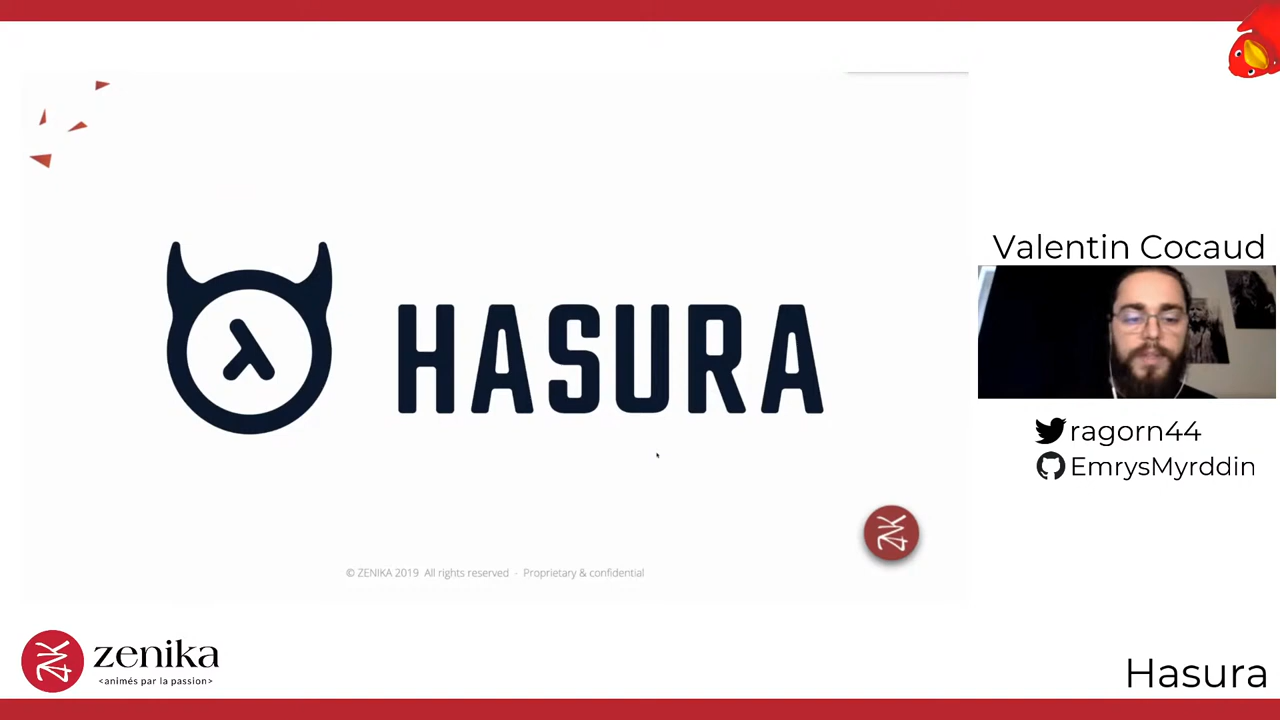 HASURA
© ZENIKA 2019 All rights reserved - Proprietary & confidential
Valentin Cocaud
ragorn44
EmrysMyrddin
zenika
<animés par la passion>
Hasura